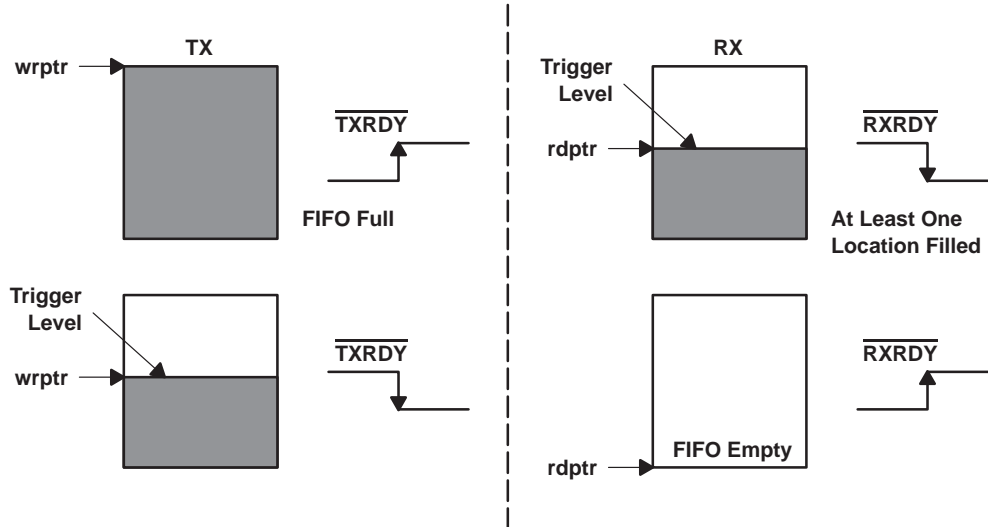 TX
wrptr
TXRDY
FIFO Full
Trigger
Level
wrptr
TXRDY
RX
Trigger
Level
rdptr
RXRDY
At Least One
Location Filled
RXRDY
FIFO Empty
rdptr